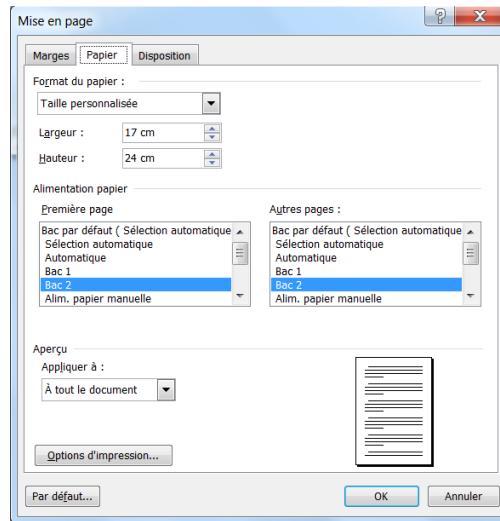 Mise en page
Marges Papier Disposition
Format du papier :
Taille personnalisée
Largeur : 17 cm
Hauteur : 24 cm
Alimentation papier
Première page Autres pages :
Bac par défaut ( Sélection automatique Bac par défaut ( Sélection automatique
Sélection automatique Sélection automatique
Automatique Automatique
Bac 1 Bac 1
Bac 2 Bac 2
Alim. papier manuelle Alim. papier manuelle
Aperçu
Appliquer à :
À tout le document
Options d'impression...
Par défaut... OK Annuler